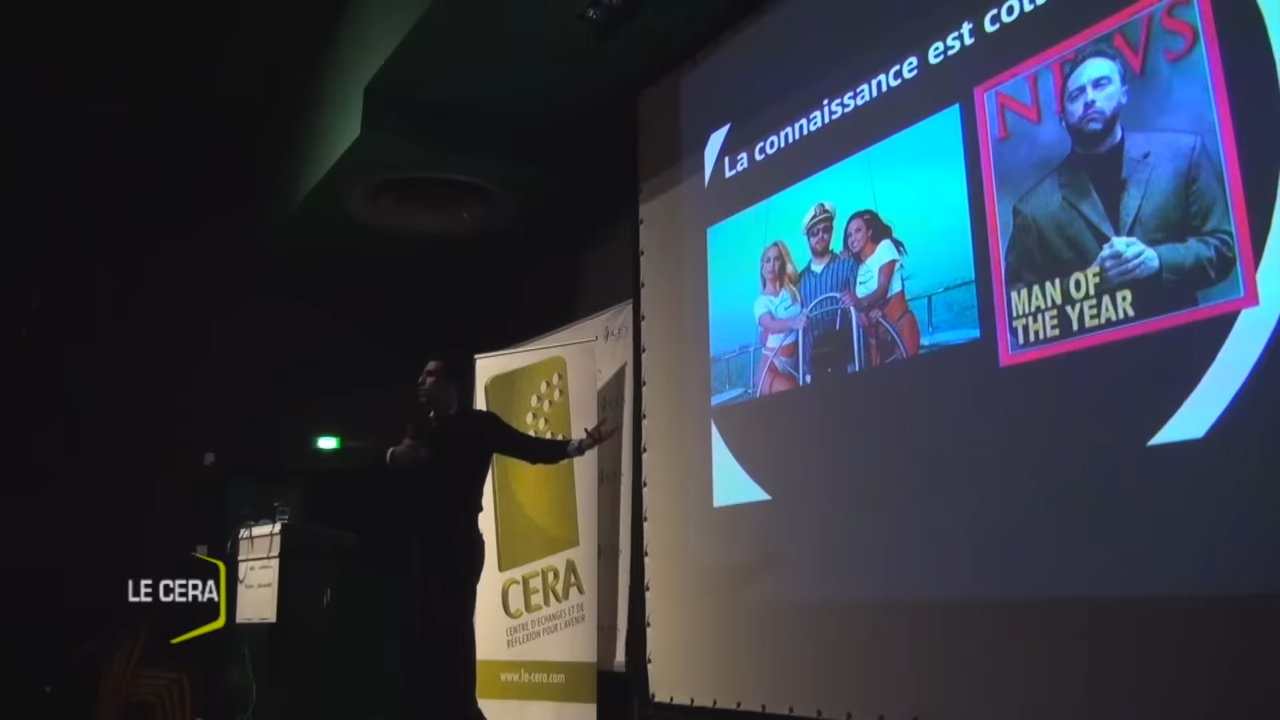 La connaissance est
NEWS
MAN OF
THE YEAR
CERA
CENTRE D'ECHANGES ET DE
RÉFLEXION POUR L'AVENIR
www.le-cera.com
LE CERA